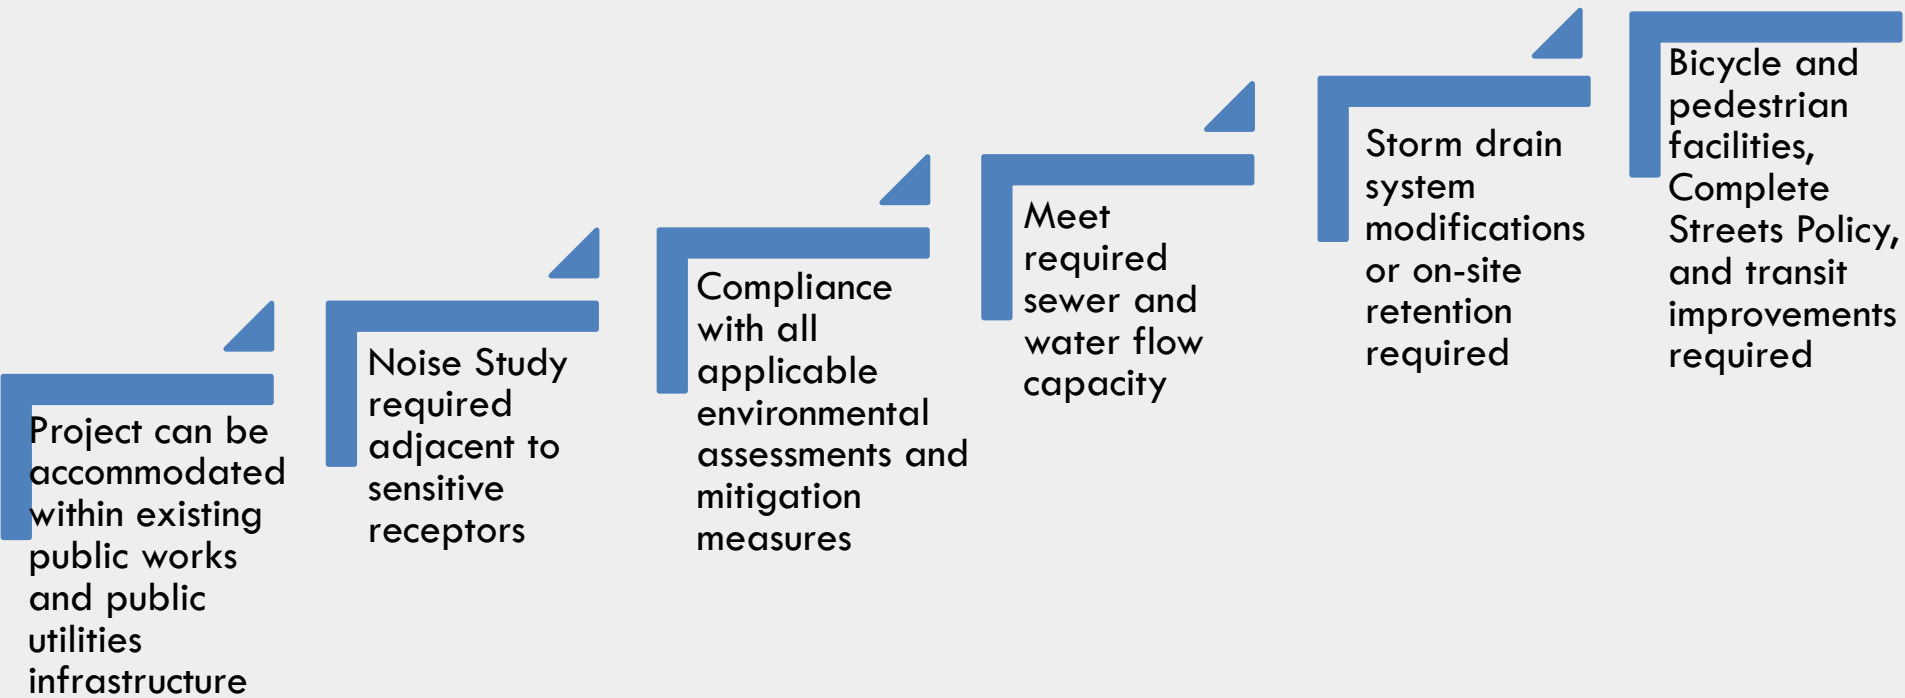 Project can be
accommodated
within existing
public works
and public
utilities
infrastructure
Noise Study
required
adjacent to
sensitive
receptors
Compliance
with all
applicable
environmental
assessments and
mitigation
measures
Meet
required
sewer and
water flow
capacity
Storm drain
system
modifications
or on-site
retention
required
Bicycle and
pedestrian
facilities,
Complete
Streets Policy,
and transit
improvements
required